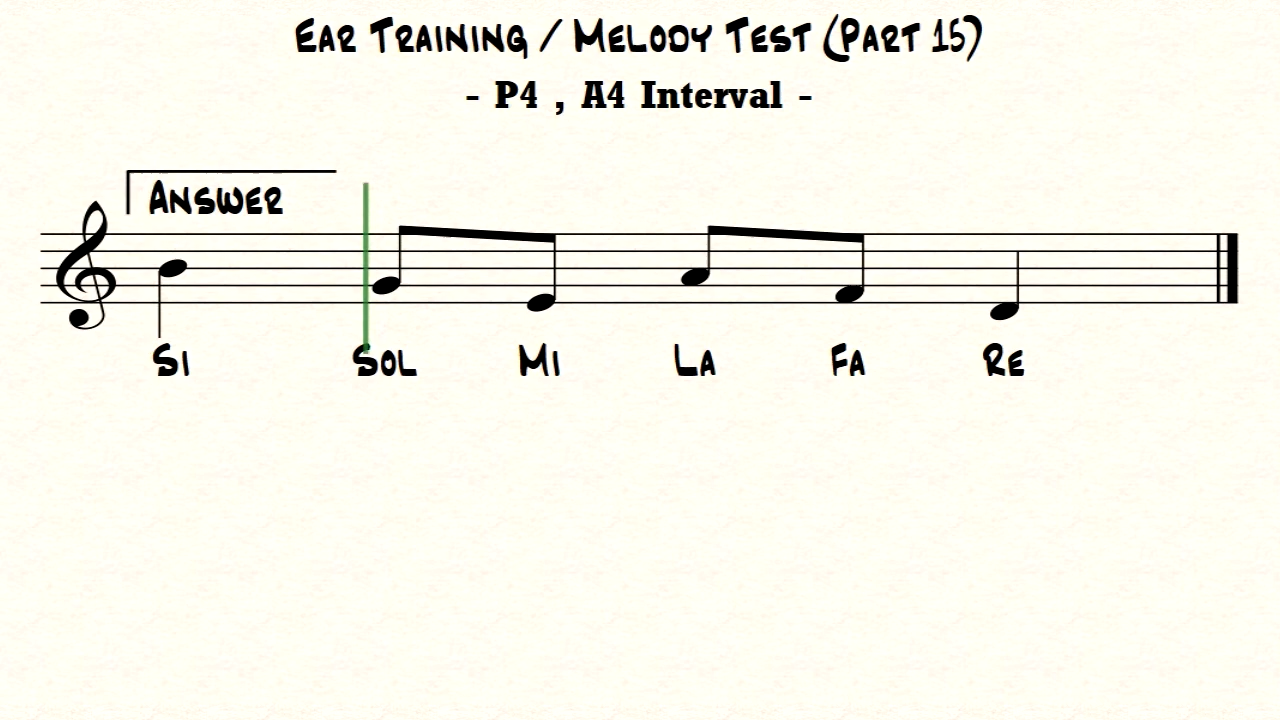 Ear Training / Melody Test (Part 15)
- P4 , A4 Interval -
Answer
Si Sol Mi La Fa Re